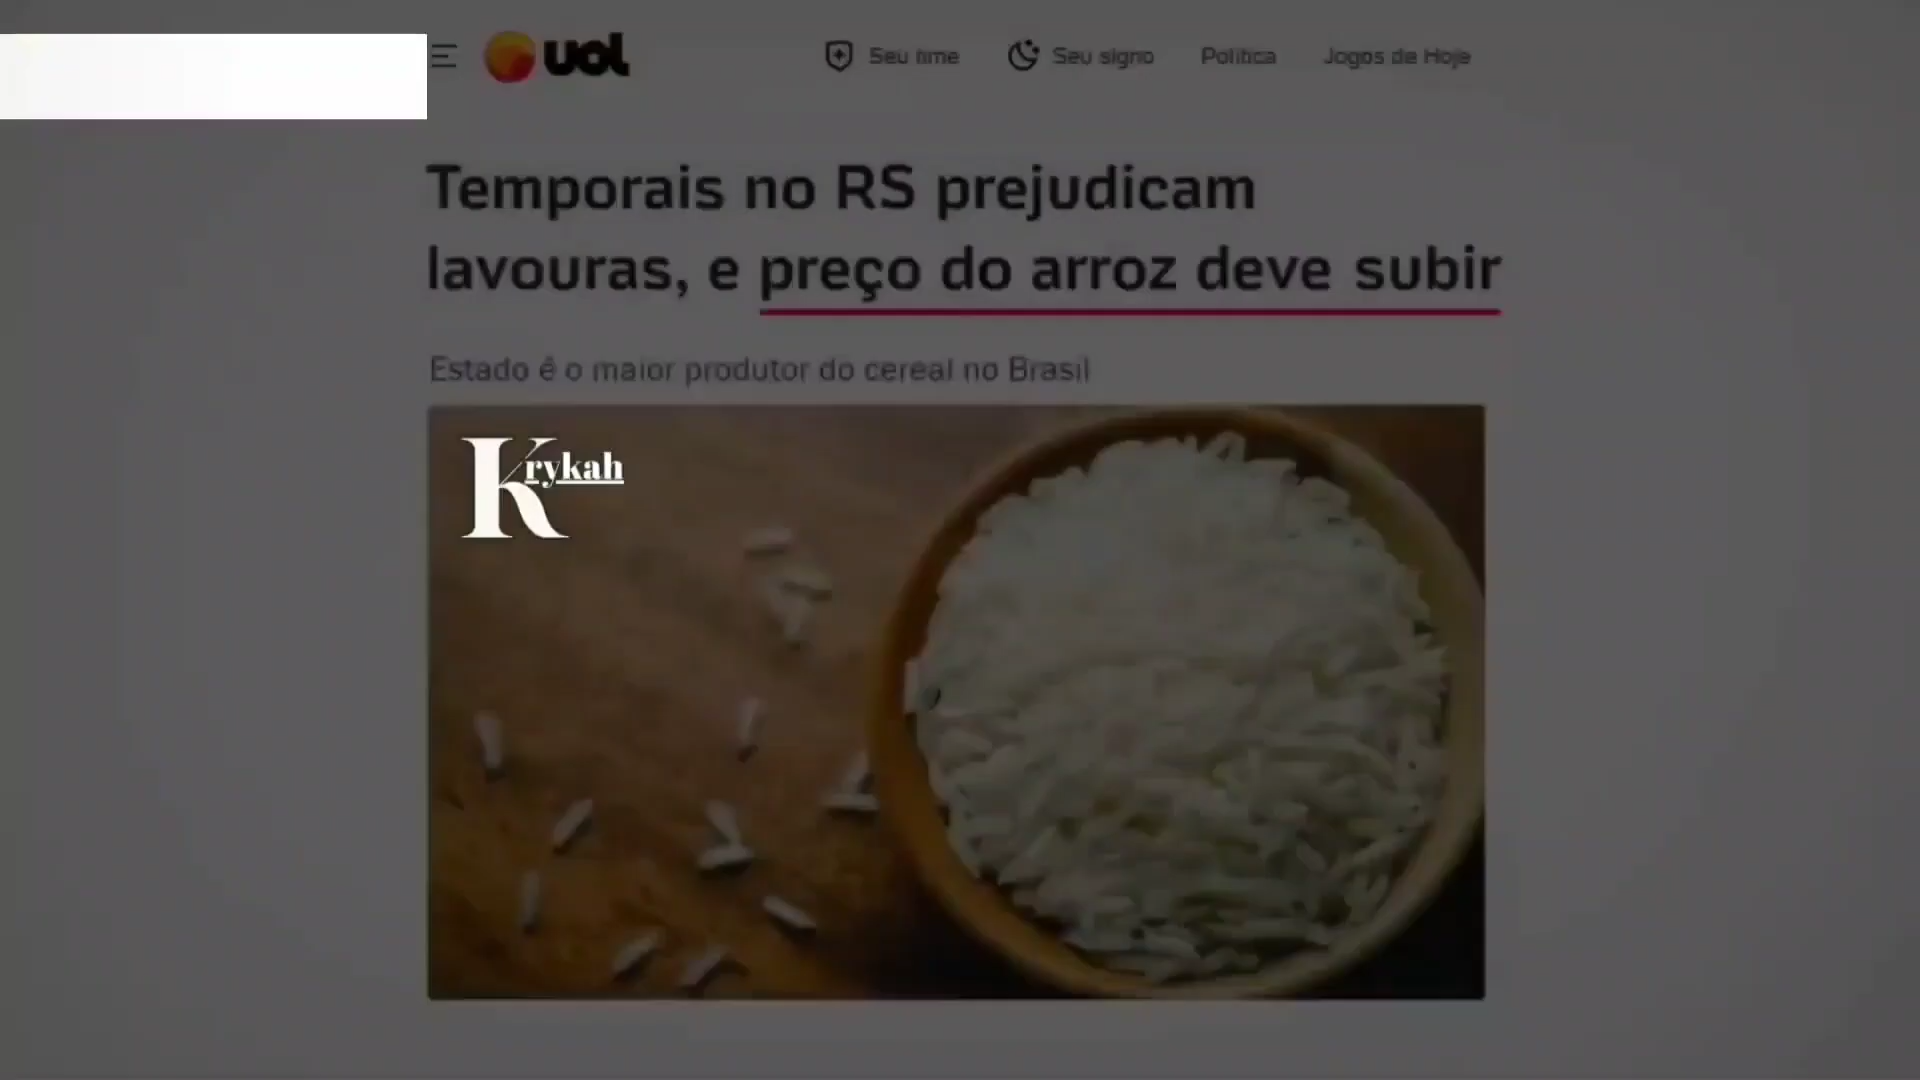 uol
Seu time
Seu signo
Política
Jogos de Hoje
Temporais no RS prejudicam
lavouras, e preço do arroz deve subir
Estado é o maior produtor do cereal no Brasil
Krykah